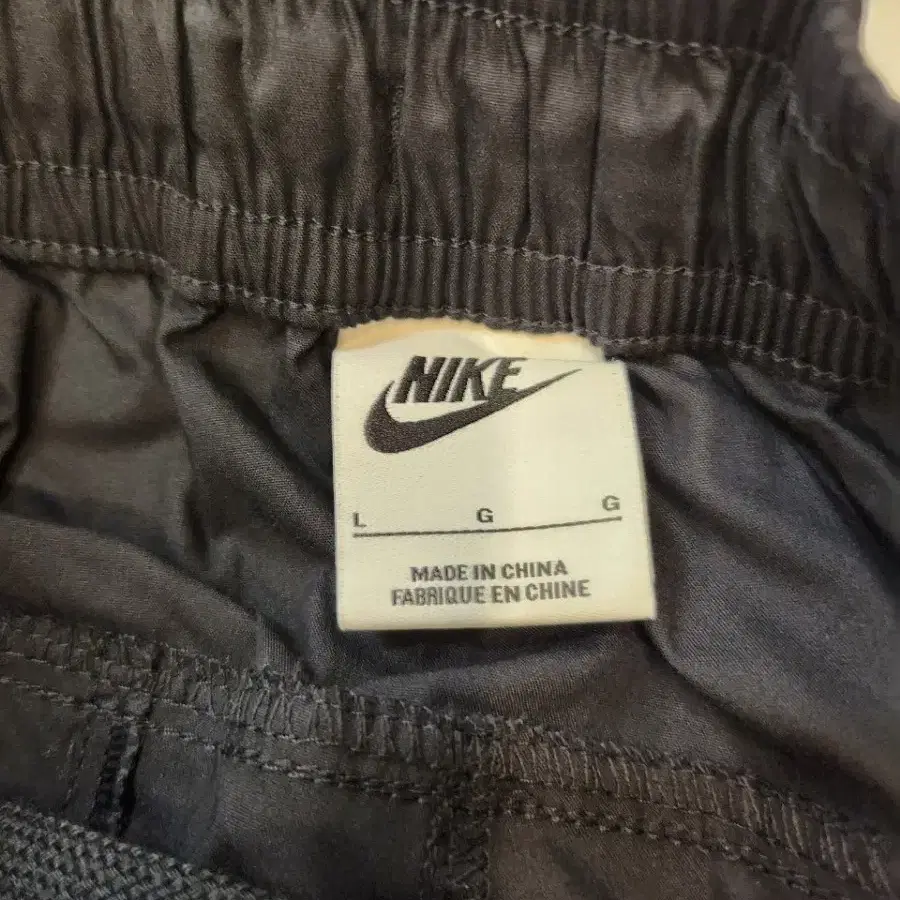 NIKE
L G G
MADE IN CHINA
FABRIQUE EN CHINE